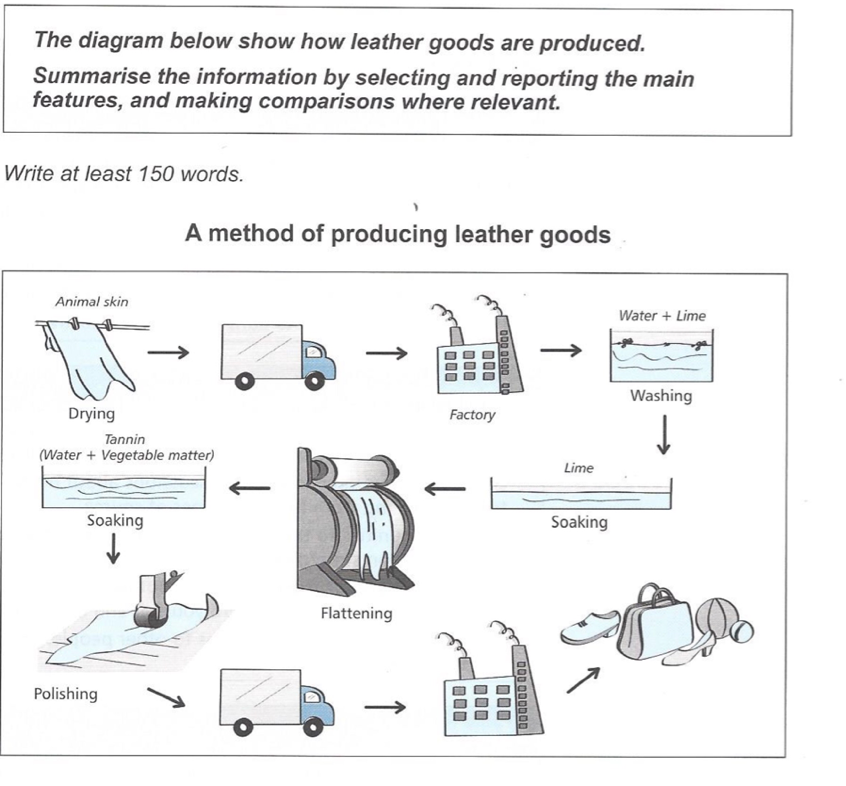 The diagram below show how leather goods are produced.
Summarise the information by selecting and reporting the main
features, and making comparisons where relevant.
Write at least 150 words.
A method of producing leather goods
Animal skin
Drying
Factory
Water + Lime
Washing
Tannin
(Water + Vegetable matter)
Soaking
Flattening
Lime
Soaking
Polishing